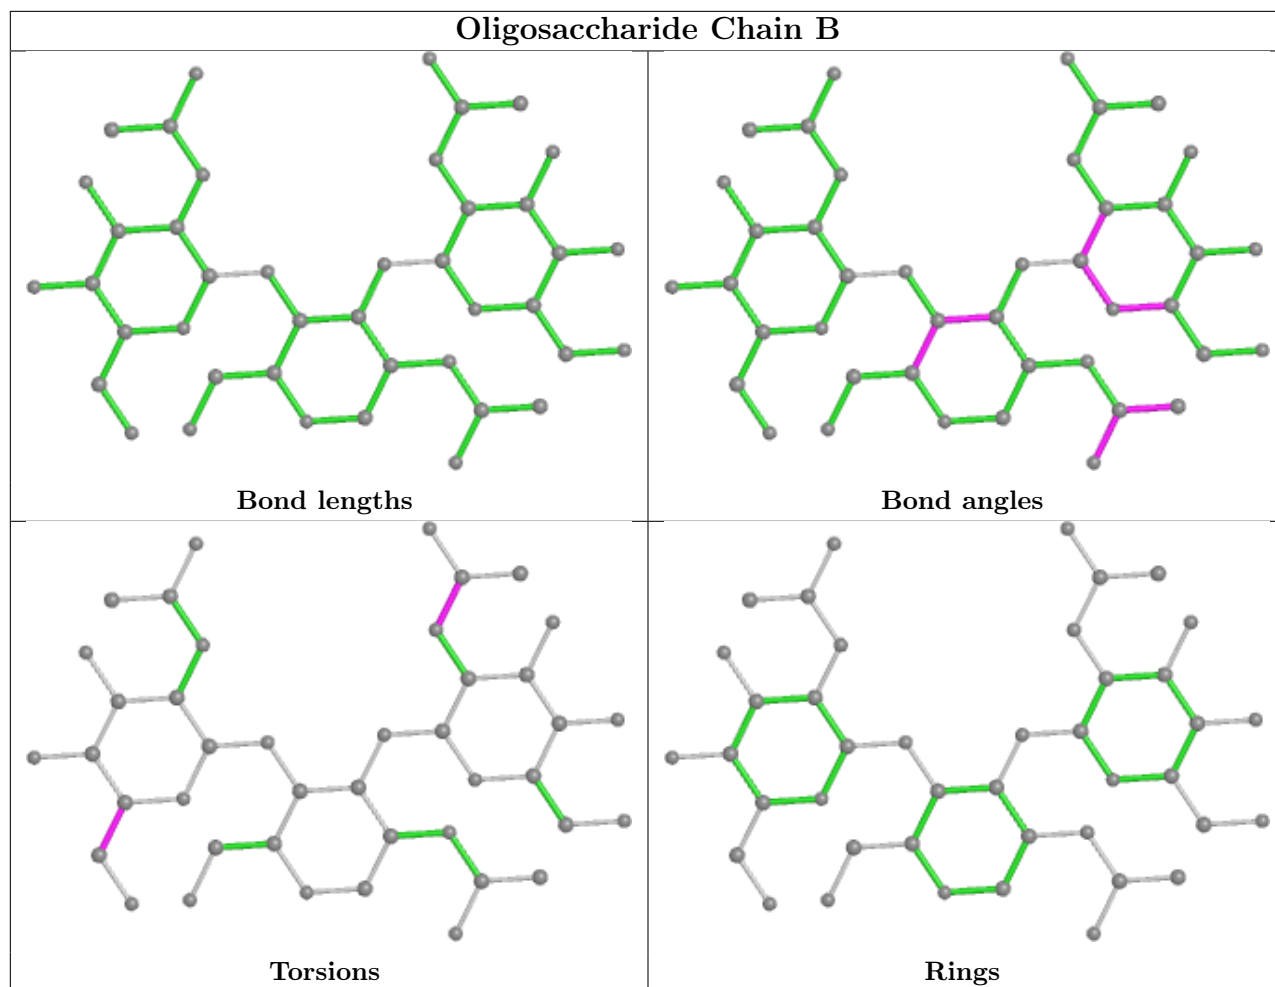 Oligosaccharide Chain B
Bond lengths
Bond angles
Torsions
Rings